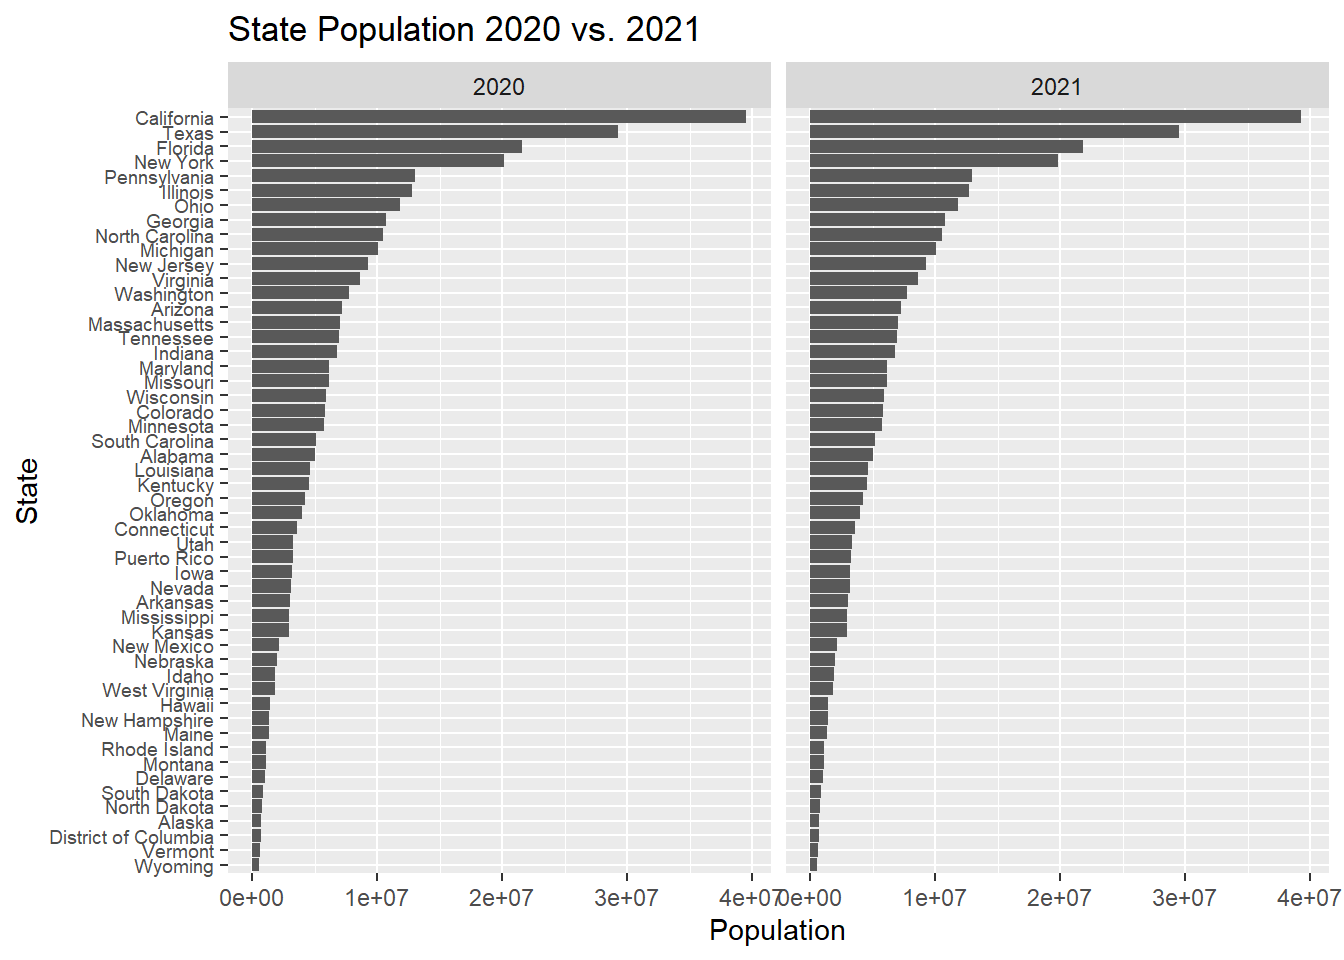 State Population 2020 vs. 2021
2020
2021
State
California
Texas
Florida
New York
Pennsylvania
Illinois
Ohio
Georgia
North Carolina
Michigan
New Jersey
Virginia
Washington
Arizona
Massachusetts
Tennessee
Indiana
Maryland
Missouri
Wisconsin
Colorado
Minnesota
South Carolina
Alabama
Louisiana
Kentucky
Oregon
Oklahoma
Connecticut
Utah
Puerto Rico
Iowa
Nevada
Arkansas
Mississippi
Kansas
New Mexico
Nebraska
Idaho
West Virginia
Hawaii
New Hampshire
Maine
Rhode Island
Montana
Delaware
South Dakota
North Dakota
Alaska
District of Columbia
Vermont
Wyoming
0e+00 1e+07 2e+07 3e+07 4e+07 0e+00 1e+07 2e+07 3e+07 4e+07
Population